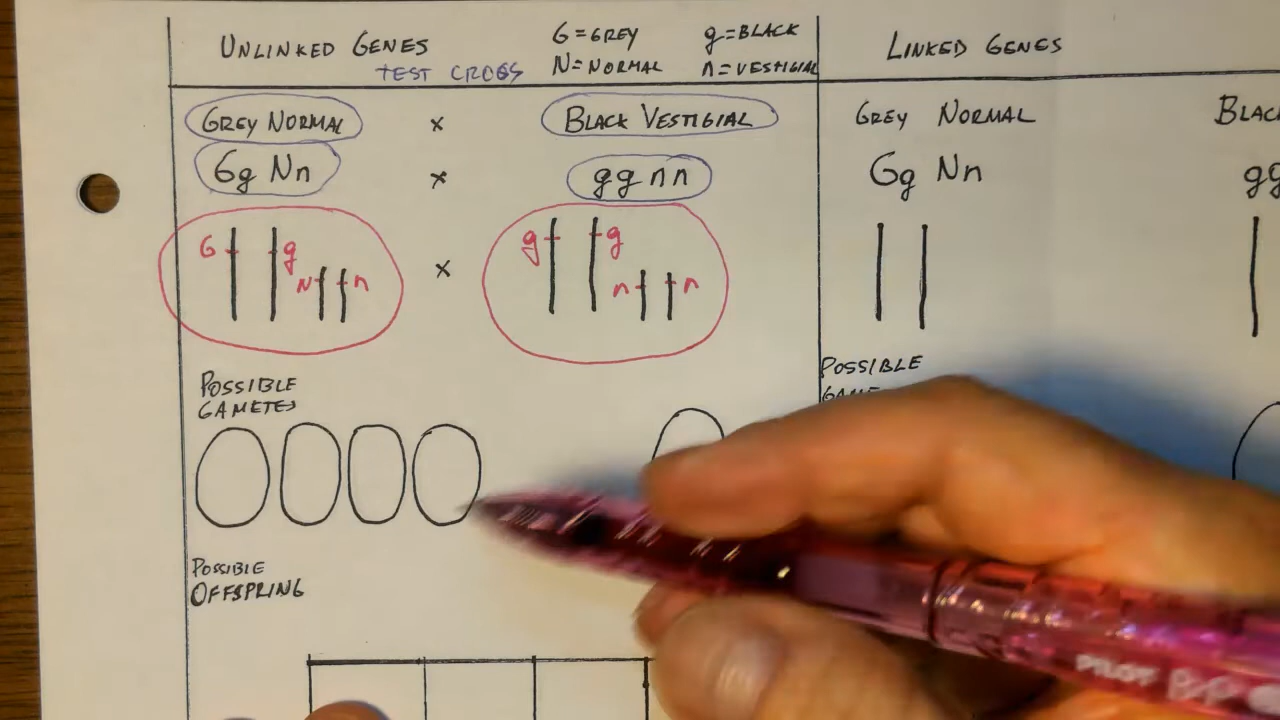 UNLINKED GENES
TEST CROSS
G=GREY g=BLACK
N=NORMAL n=VESTIGIAL
LINKED GENES
GREY NORMAL x BLACK VESTIGIAL
Gg Nn x gg nn
G g N n x g g n n
POSSIBLE
GAMETES
POSSIBLE
OFFSPRING
GREY NORMAL
Gg Nn
gg
POSSIBLE
PILOT